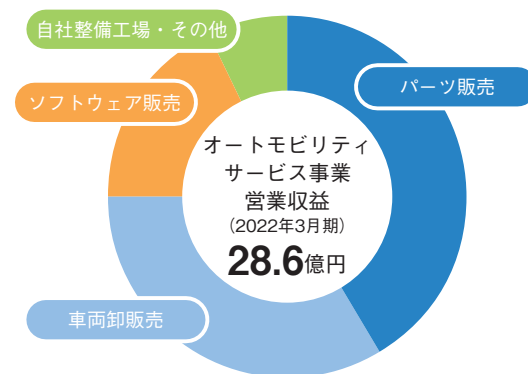 自社整備工場・その他
パーツ販売
ソフトウェア販売
オートモビリティ
サービス事業
営業収益
(2022年3月期)
28.6億円
車両卸販売